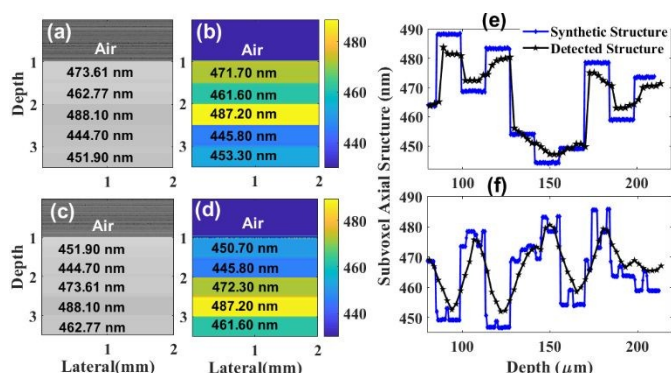 (a)
Air
473.61 nm
462.77 nm
488.10 nm
444.70 nm
451.90 nm
Depth
1
2
3
1
2
(b)
Air
471.70 nm
461.60 nm
487.20 nm
445.80 nm
453.30 nm
1
2
3
1
2
480
460
440
(c)
Air
451.90 nm
444.70 nm
473.61 nm
488.10 nm
462.77 nm
Depth
1
2
3
1
2
Lateral(mm)
(d)
Air
450.70 nm
445.80 nm
472.30 nm
487.20 nm
461.60 nm
1
2
3
1
2
Lateral(mm)
480
460
440
Subvoxel Axial Sructure (nm)
(e)
Synthetic Structure
Detected Structure
490
480
470
460
450
100
150
200
(f)
490
480
470
460
450
100
150
200
Depth (μm)